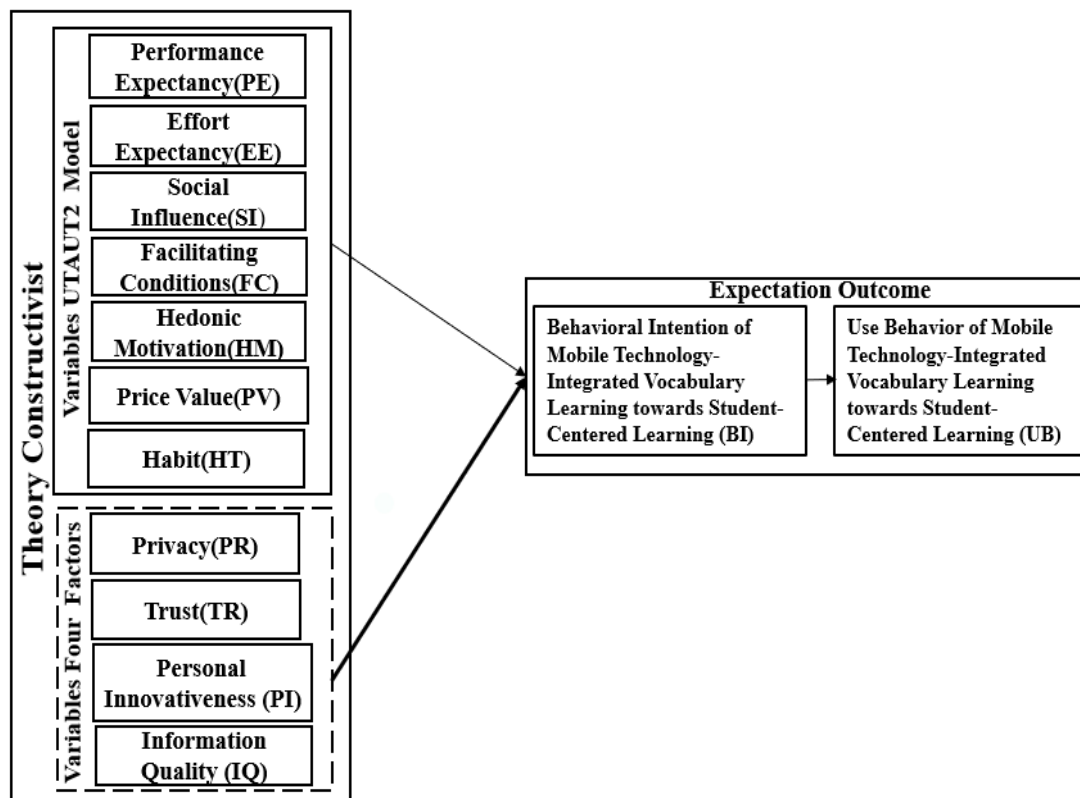 Theory Constructivist
Variables UTAUT2 Model
Performance
Expectancy(PE)
Effort
Expectancy(EE)
Social
Influence(SI)
Facilitating
Conditions(FC)
Hedonic
Motivation(HM)
Price Value(PV)
Habit(HT)
Variables Four Factors
Privacy(PR)
Trust(TR)
Personal
Innovativeness (PI)
Information
Quality (IQ)
Expectation Outcome
Behavioral Intention of
Mobile Technology-
Integrated Vocabulary
Learning towards Student-
Centered Learning (BI)
Use Behavior of Mobile
Technology-Integrated
Vocabulary Learning
towards Student-
Centered Learning (UB)